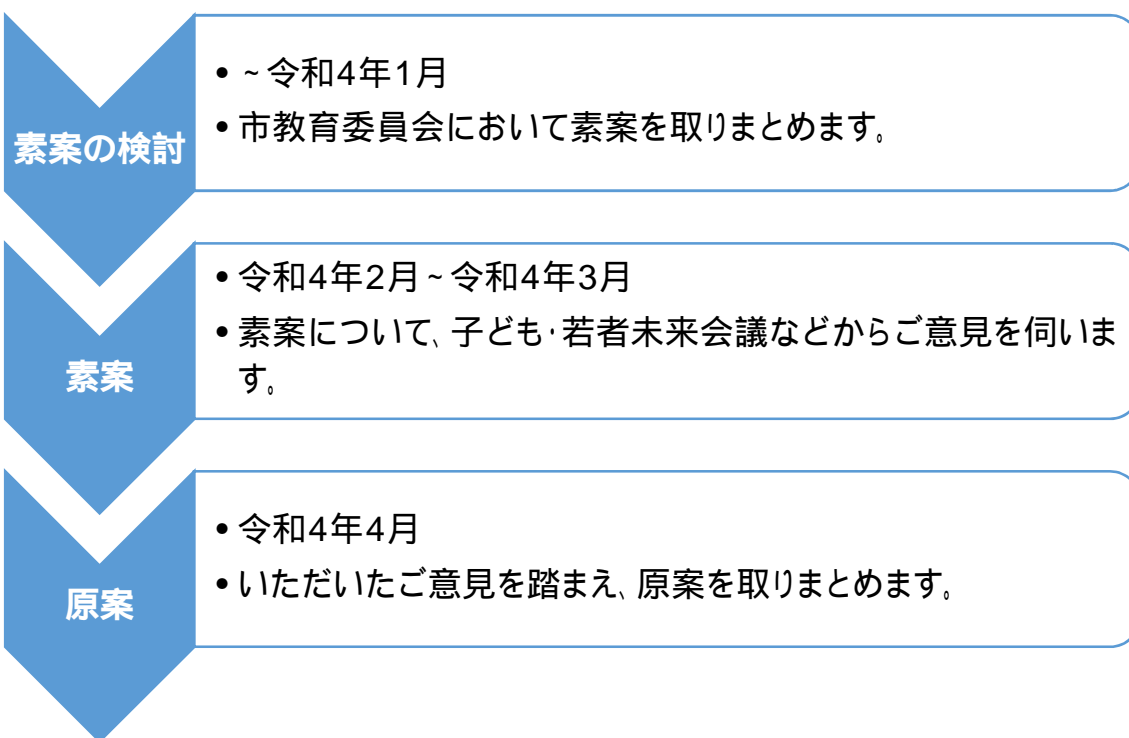 素案の検討
• ~令和4年1月
• 市教育委員会において素案を取りまとめます。
素案
• 令和4年2月~令和4年3月
• 素案について、子ども・若者未来会議などからご意見を伺いま
す。
原案
• 令和4年4月
• いただいたご意見を踏まえ、原案を取りまとめます。